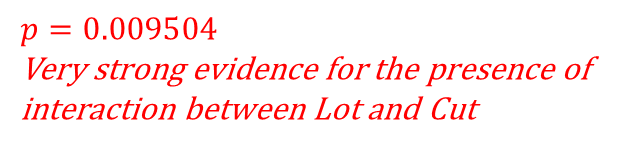 p = 0.009504
Very strong evidence for the presence of
interaction between Lot and Cut